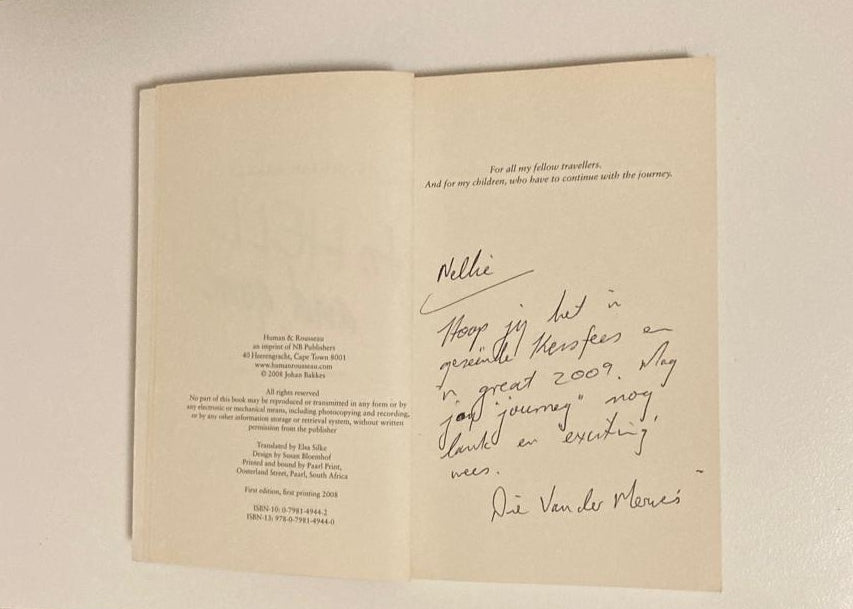 Human & Rousseau
an imprint of NB Publishers
40 Heerengracht, Cape Town 8001
www.humanrousseau.com
© 2008 Johan Bakkes
All rights reserved
No part of this book may be reproduced or transmitted in any form or by
any electronic or mechanical means, including photocopying and recording,
or by any other information storage or retrieval system, without written
permission from the publisher
Translated by Elsa Silke
Design by Susan Bloemhof
Printed and bound by Paarl Print,
Oosterland Street, Paarl, South Africa
First edition, first printing 2008
ISBN-10: 0-7981-4944-2
ISBN-13: 978-0-7981-4944-0
For all my fellow travellers.
And for my children, who have to continue with the journey.
Nellie
Hoop jy het 'n
geseënde Kersfees en
'n great 2009. Mag
jou "journey" nog
lank en exciting
wees.
Die Van der Merwes